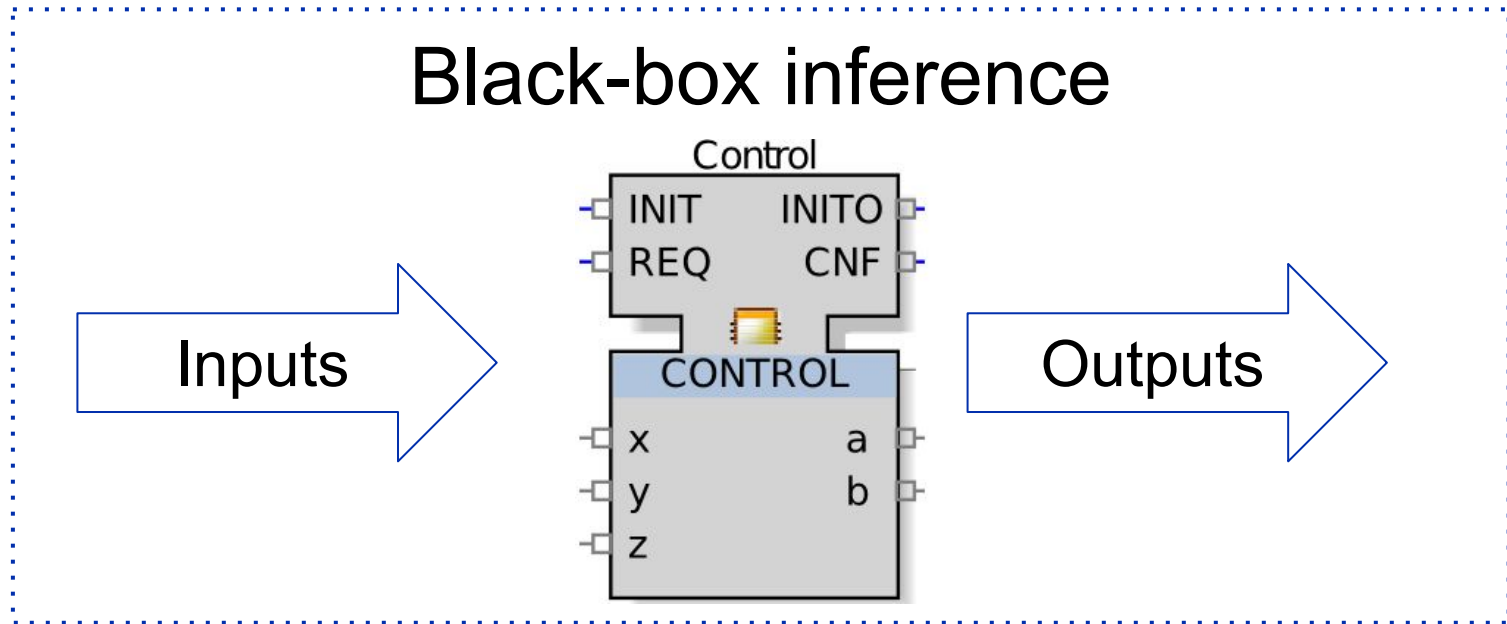 Black-box inference
Control
INIT INITO
REQ CNF
Inputs
CONTROL
Outputs
x a
y b
z